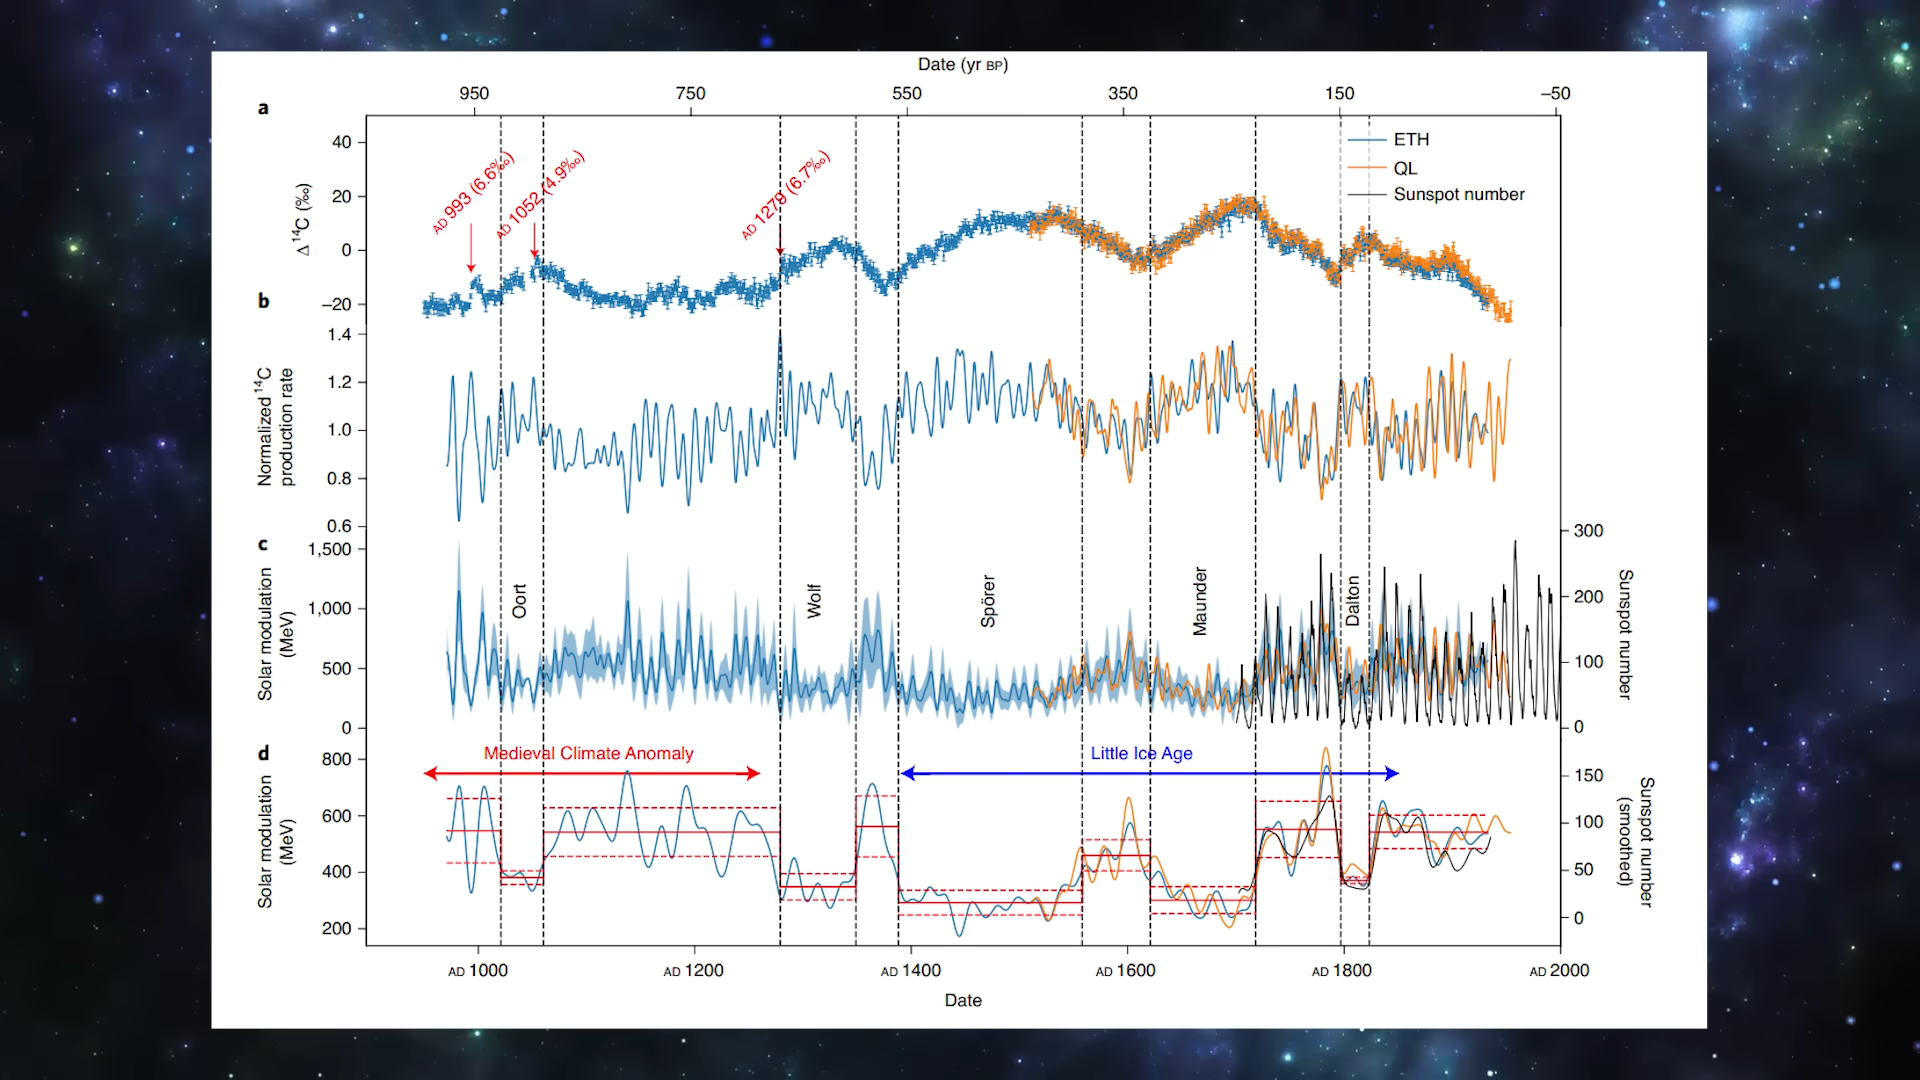 Date (yr BP)
950 750 550 350 150 –50
a
40
20
0
–20
Δ ¹⁴C (‰)
AD 993 (6.6‰)
AD 1052 (4.9‰)
AD 1279 (6.7‰)
ETH
QL
Sunspot number
b
1.4
1.2
1.0
0.8
0.6
Normalized ¹⁴C
production rate
c
1,500
1,000
500
0
Solar modulation
(MeV)
Oort
Wolf
Spörer
Maunder
Dalton
300
200
100
0
Sunspot number
d
800
600
400
200
Solar modulation
(MeV)
Medieval Climate Anomaly
Little Ice Age
150
100
50
0
Sunspot number
(smoothed)
AD 1000 AD 1200 AD 1400 AD 1600 AD 1800 AD 2000
Date